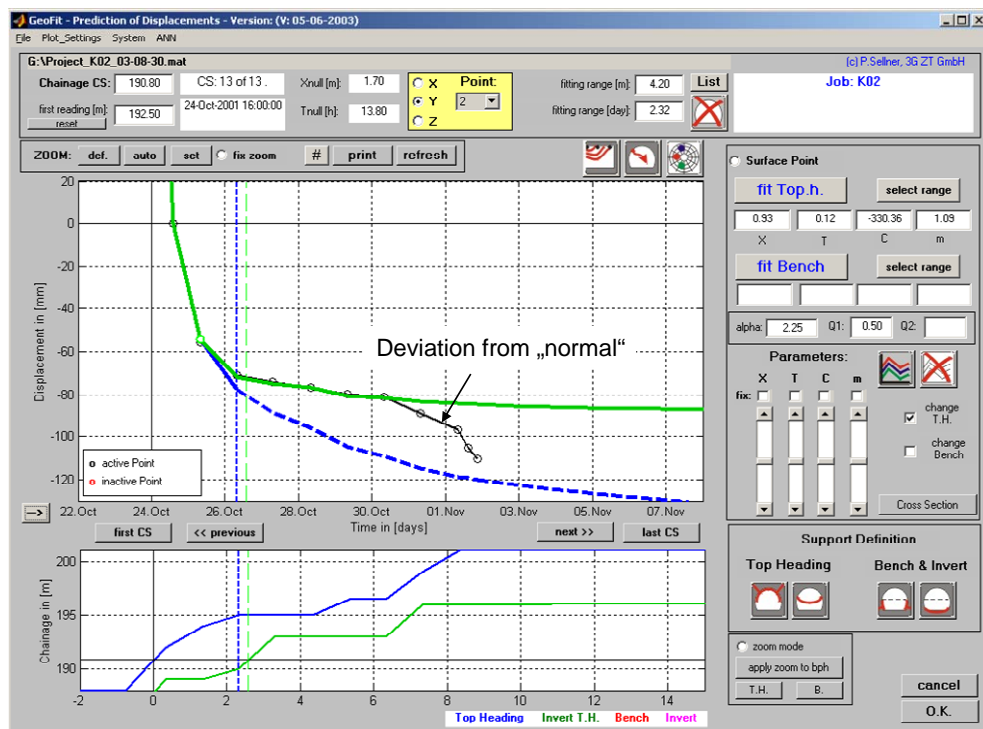 GeoFit - Prediction of Displacements - Version: (V: 05-06-2003)
File Plot_Settings System ANN
G:\Project_K02_03-08-30.mat
(c) P.Sellner, 3G ZT GmbH
Chainage CS: 190.80
CS: 13 of 13 .
Xnull [m]: 1.70
X
Y
Z
Point:
2
fitting range [m]: 4.20
List
Job: K02
first reading [m]: 192.50
reset
24-Oct-2001 16:00:00
Tnull [h]: 13.80
fitting range [day]: 2.32
ZOOM: def. auto set fix zoom # print refresh
Surface Point
fit Top.h. select range
0.93 0.12 -330.36 1.09
X T C m
fit Bench select range
alpha: 2.25 Q1: 0.50 Q2:
Parameters:
X T C m
fix:
change T.H.
change Bench
Cross Section
Displacement in [mm]
20
0
-20
-40
-60
-80
-100
-120
Deviation from „normal“
active Point
inactive Point
22.Oct 24.Oct 26.Oct 28.Oct 30.Oct 01.Nov 03.Nov 05.Nov 07.Nov
Time in [days]
-->
first CS << previous next >> last CS
Support Definition
Top Heading Bench & Invert
Chainage in [m]
200
195
190
-2 0 2 4 6 8 10 12 14
Top Heading Invert T.H. Bench Invert
zoom mode
apply zoom to bph
T.H. B.
cancel
O.K.